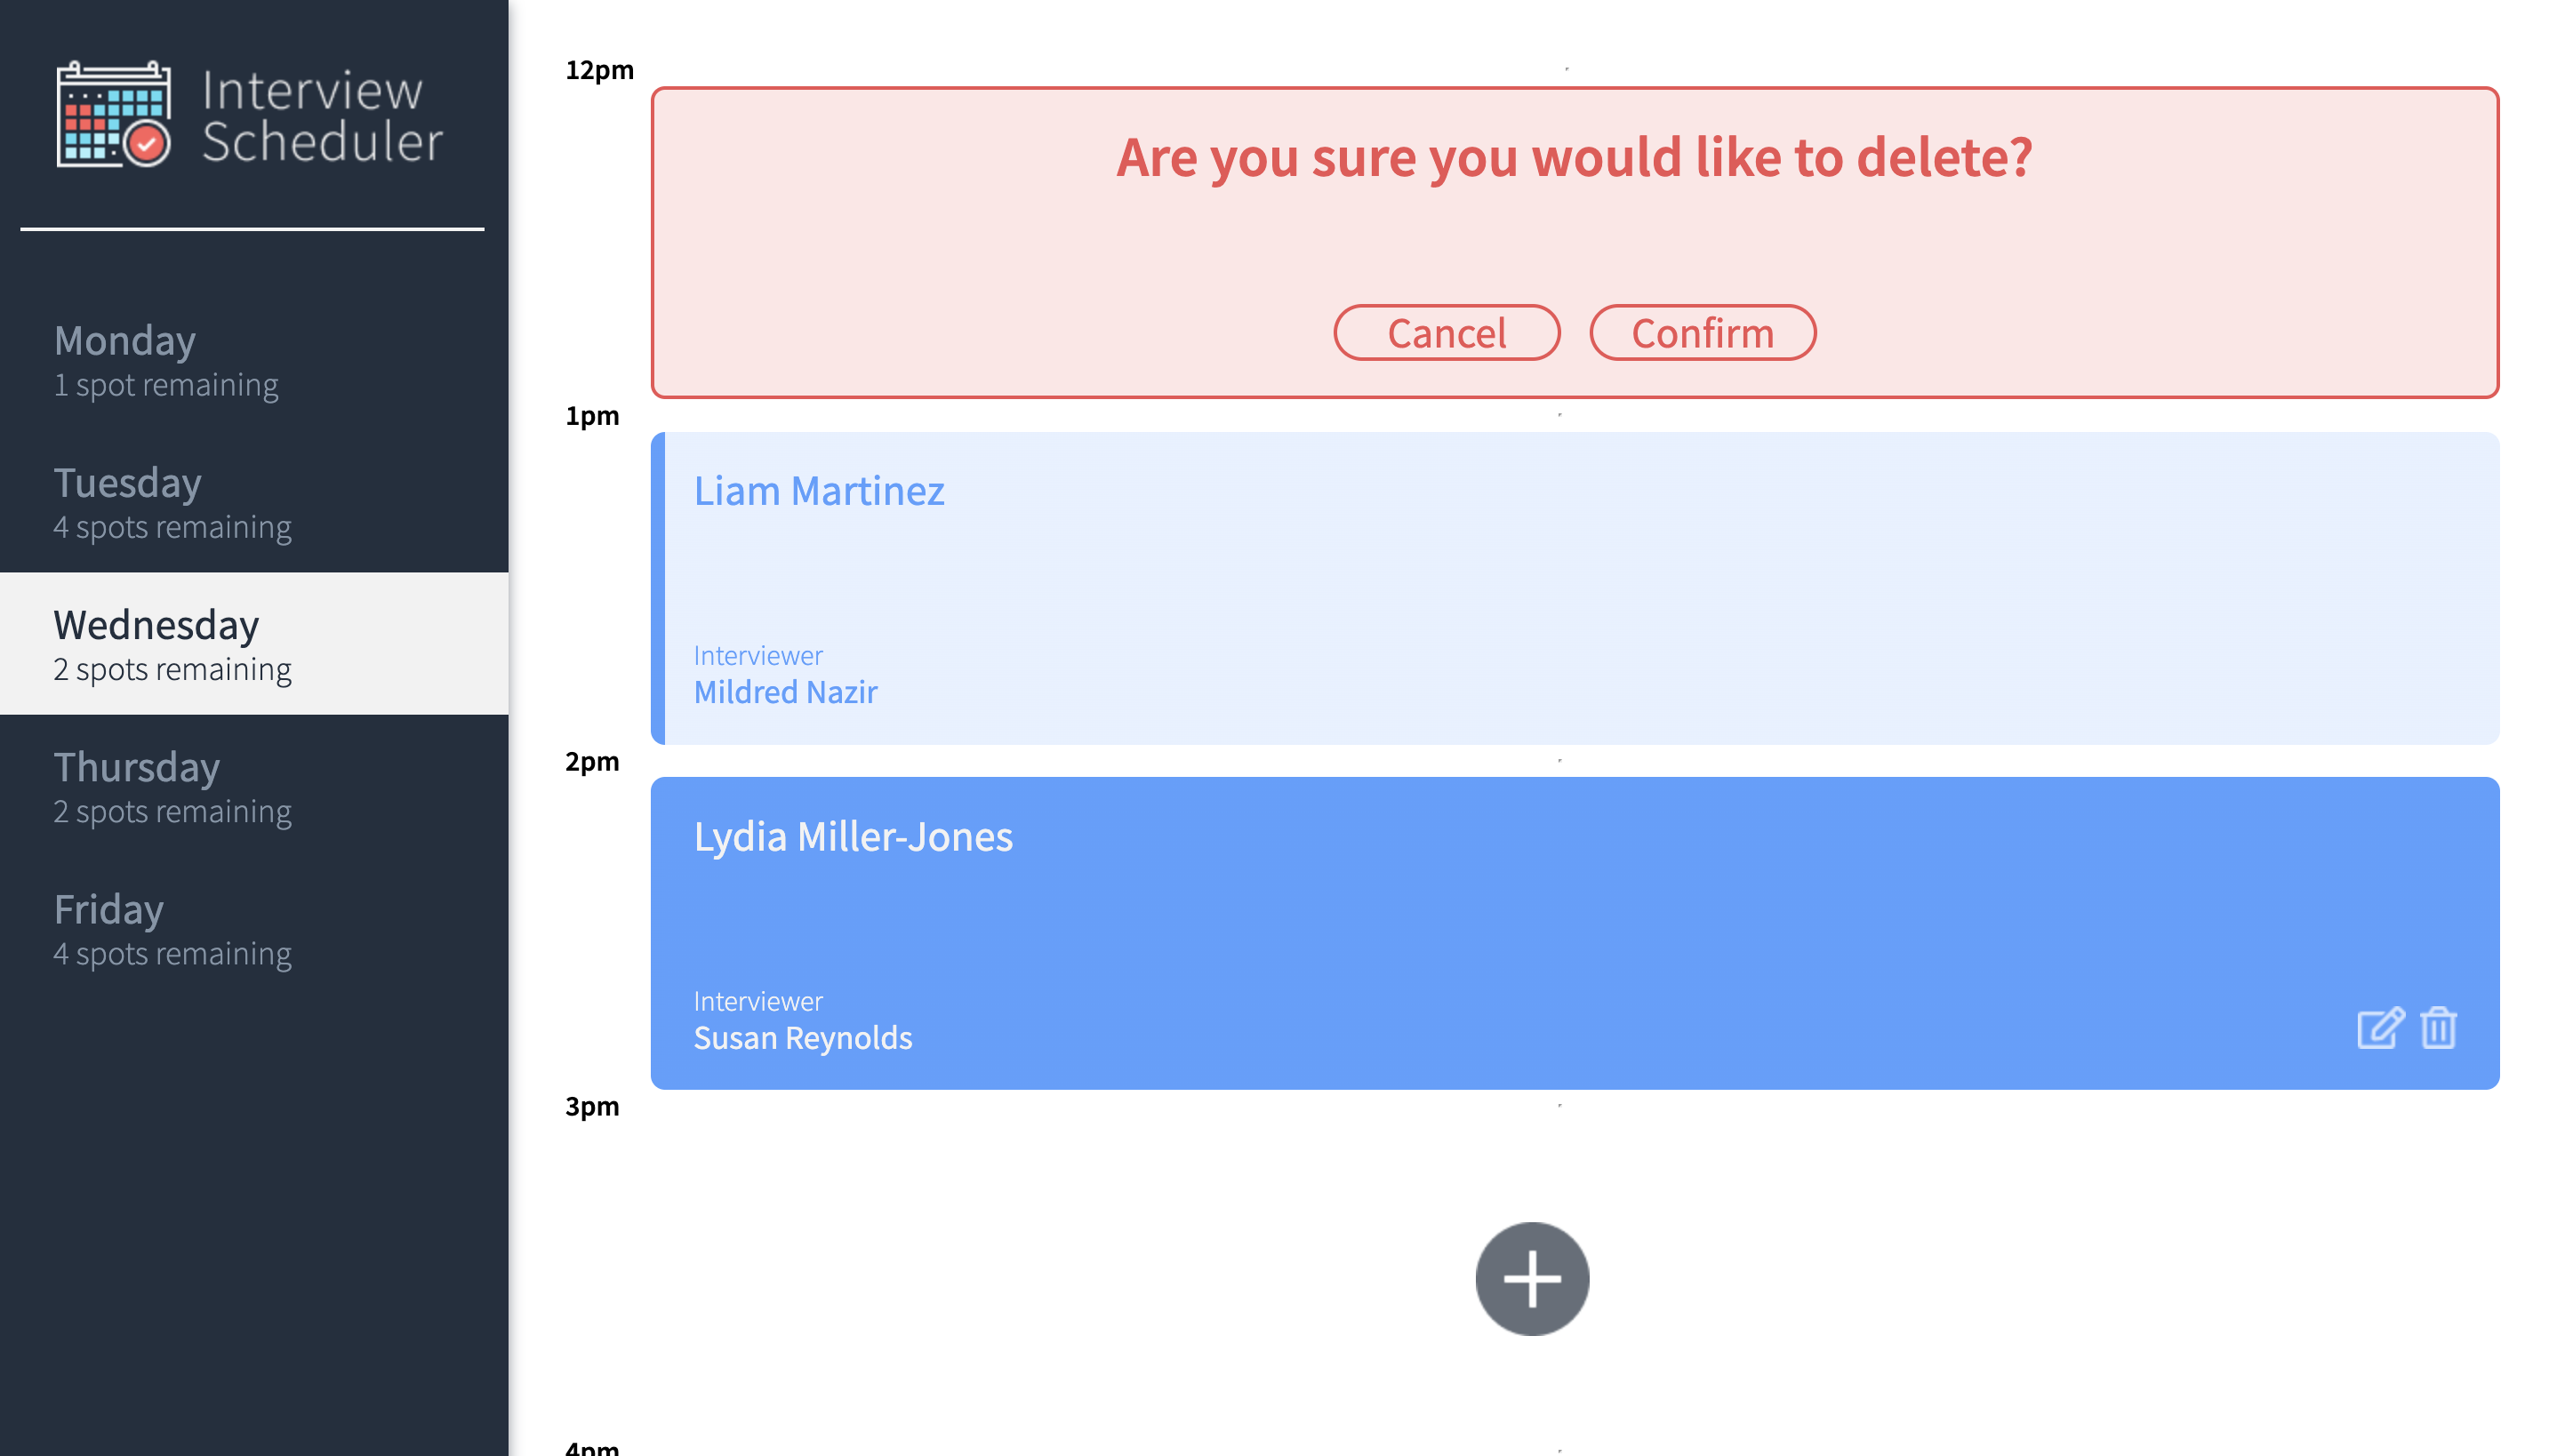 Interview
Scheduler
Monday
1 spot remaining
Tuesday
4 spots remaining
Wednesday
2 spots remaining
Thursday
2 spots remaining
Friday
4 spots remaining
12pm
Are you sure you would like to delete?
Cancel Confirm
1pm
Liam Martinez
Interviewer
Mildred Nazir
2pm
Lydia Miller-Jones
Interviewer
Susan Reynolds
3pm
4pm